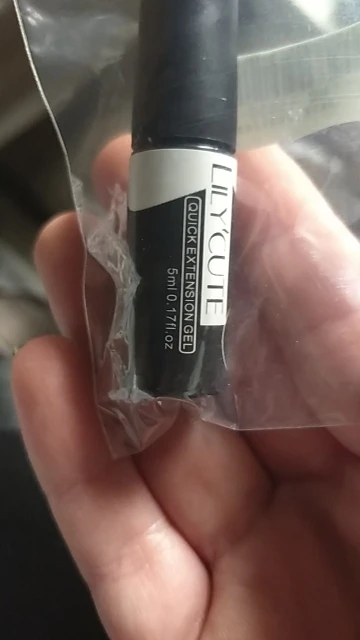 LILYCUTE
QUICK EXTENSION GEL
5ml 0.17fl.oz